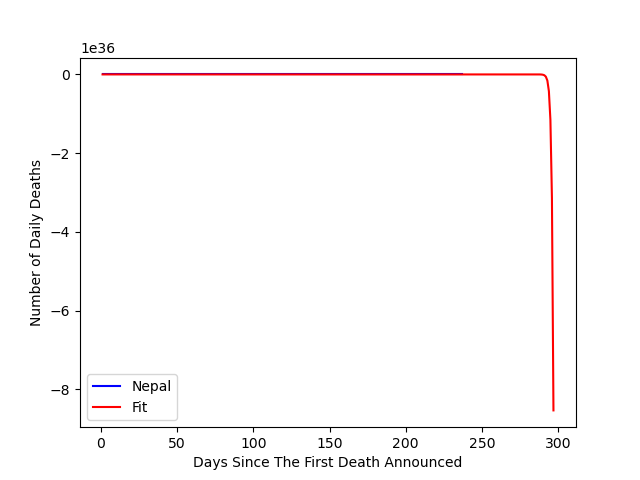 1e36
0
−2
−4
−6
−8
Number of Daily Deaths
Nepal
Fit
0 50 100 150 200 250 300
Days Since The First Death Announced